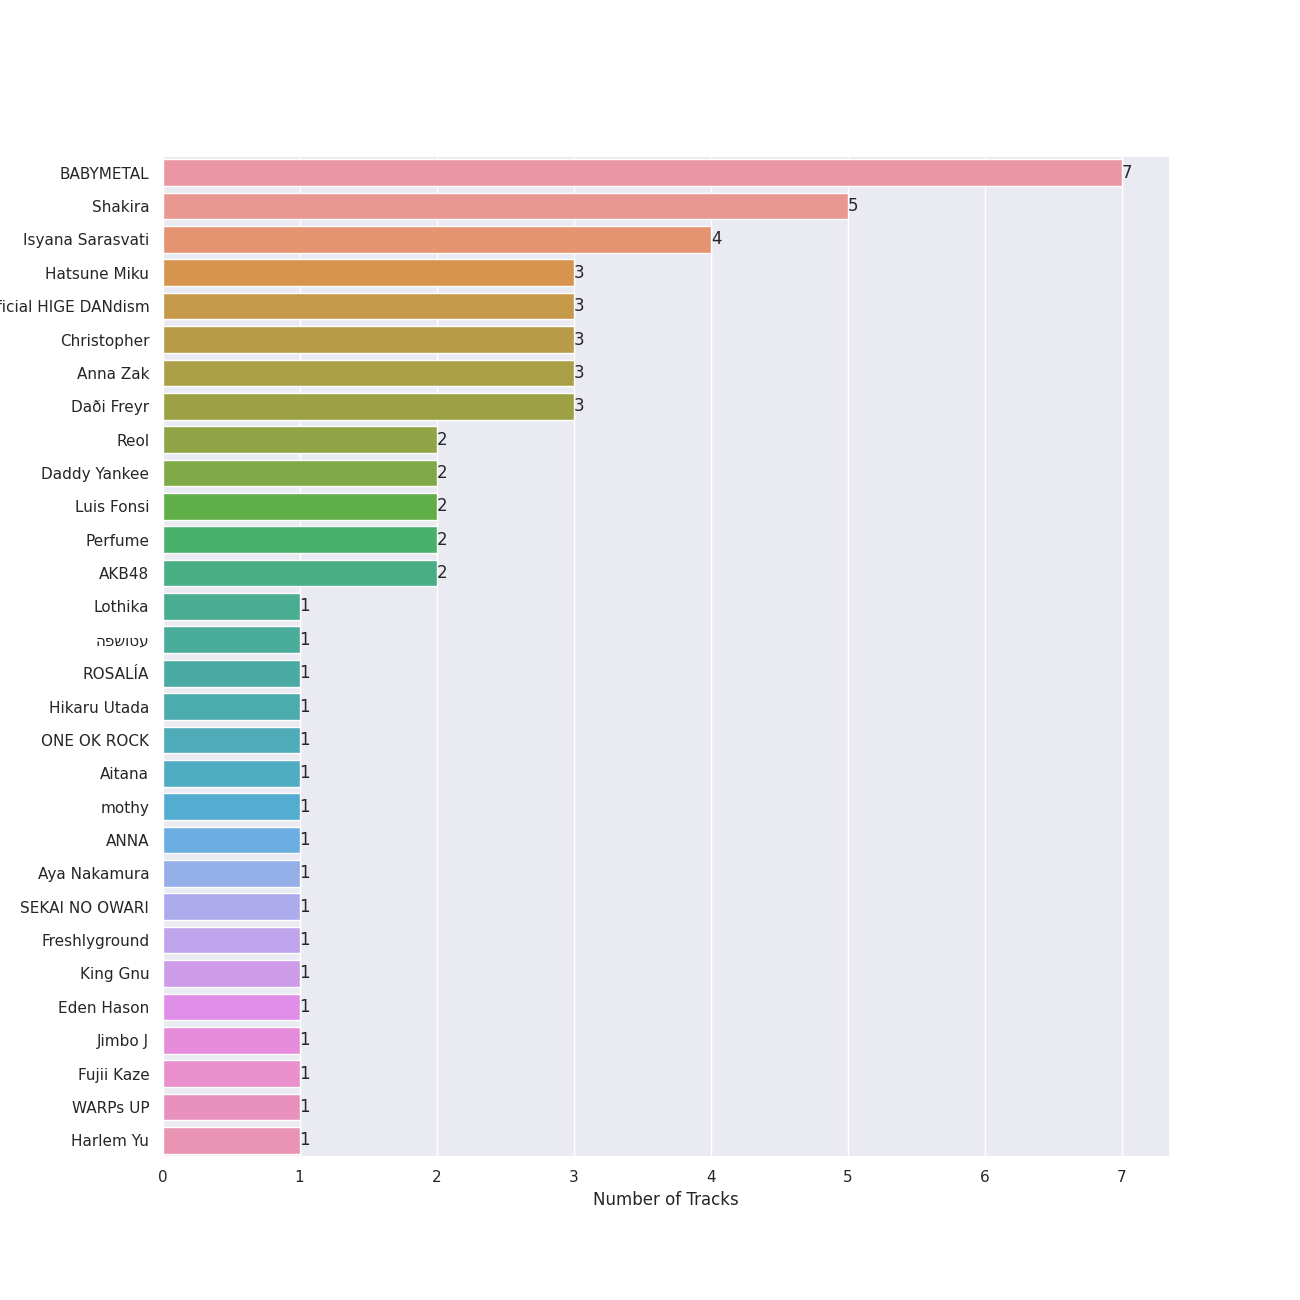 BABYMETAL 7
Shakira 5
Isyana Sarasvati 4
Hatsune Miku 3
ficial HIGE DANdism 3
Christopher 3
Anna Zak 3
Daði Freyr 3
Reol 2
Daddy Yankee 2
Luis Fonsi 2
Perfume 2
AKB48 2
Lothika 1
הפשוטע 1
ROSALÍA 1
Hikaru Utada 1
ONE OK ROCK 1
Aitana 1
mothy 1
ANNA 1
Aya Nakamura 1
SEKAI NO OWARI 1
Freshlyground 1
King Gnu 1
Eden Hason 1
Jimbo J 1
Fujii Kaze 1
WARPs UP 1
Harlem Yu 1
0 1 2 3 4 5 6 7
Number of Tracks